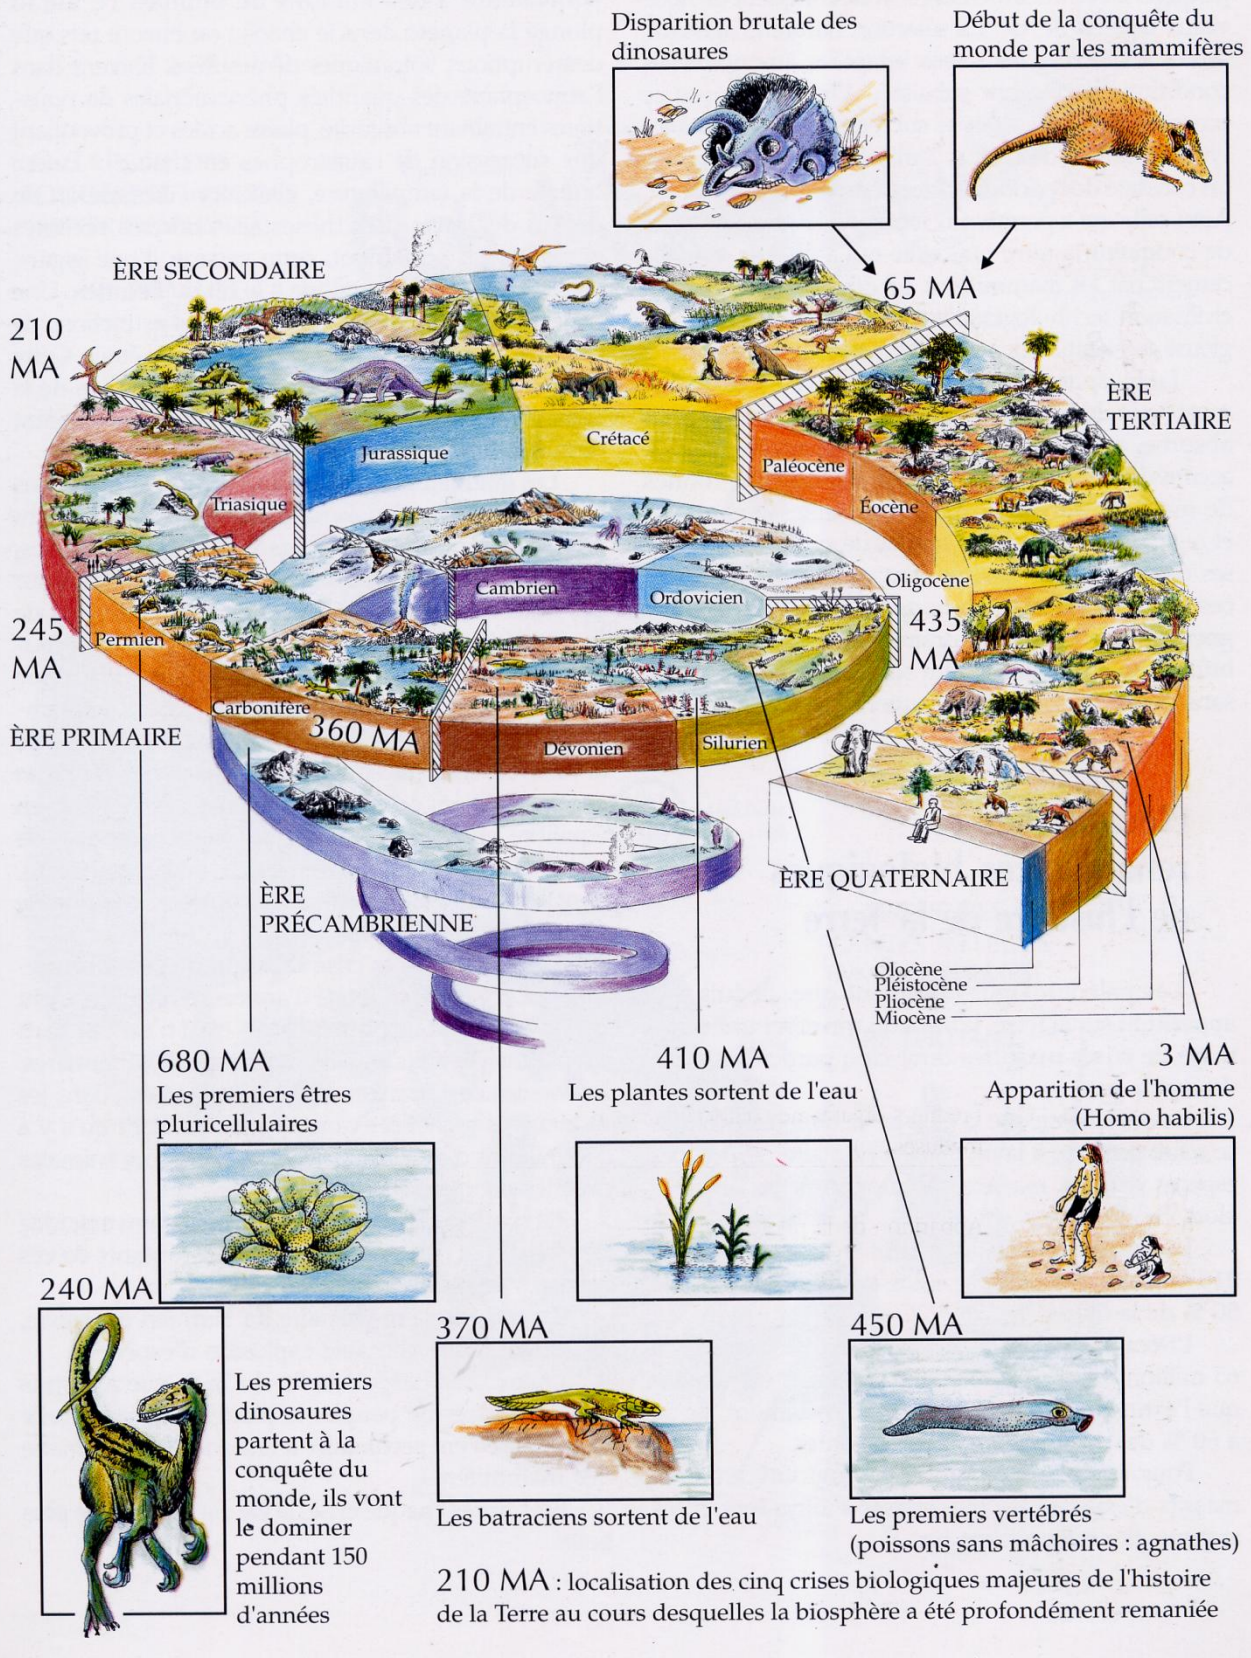 Disparition brutale des
dinosaures
Début de la conquête du
monde par les mammifères
65 MA
ÈRE SECONDAIRE
210
MA
ÈRE
TERTIAIRE
Jurassique
Crétacé
Paléocène
Éocène
Triasique
Oligocène
Cambrien
Ordovicien
435
MA
245
MA
Permien
Carbonifère
360 MA
Dévonien
Silurien
ÈRE PRIMAIRE
ÈRE QUATERNAIRE
ÈRE
PRÉCAMBRIENNE
Olocène
Pléistocène
Pliocène
Miocène
680 MA
Les premiers êtres
pluricellulaires
410 MA
Les plantes sortent de l'eau
3 MA
Apparition de l'homme
(Homo habilis)
240 MA
Les premiers
dinosaures
partent à la
conquête du
monde, ils vont
le dominer
pendant 150
millions
d'années
370 MA
Les batraciens sortent de l'eau
450 MA
Les premiers vertébrés
(poissons sans mâchoires : agnathes)
210 MA : localisation des cinq crises biologiques majeures de l'histoire
de la Terre au cours desquelles la biosphère a été profondément remaniée